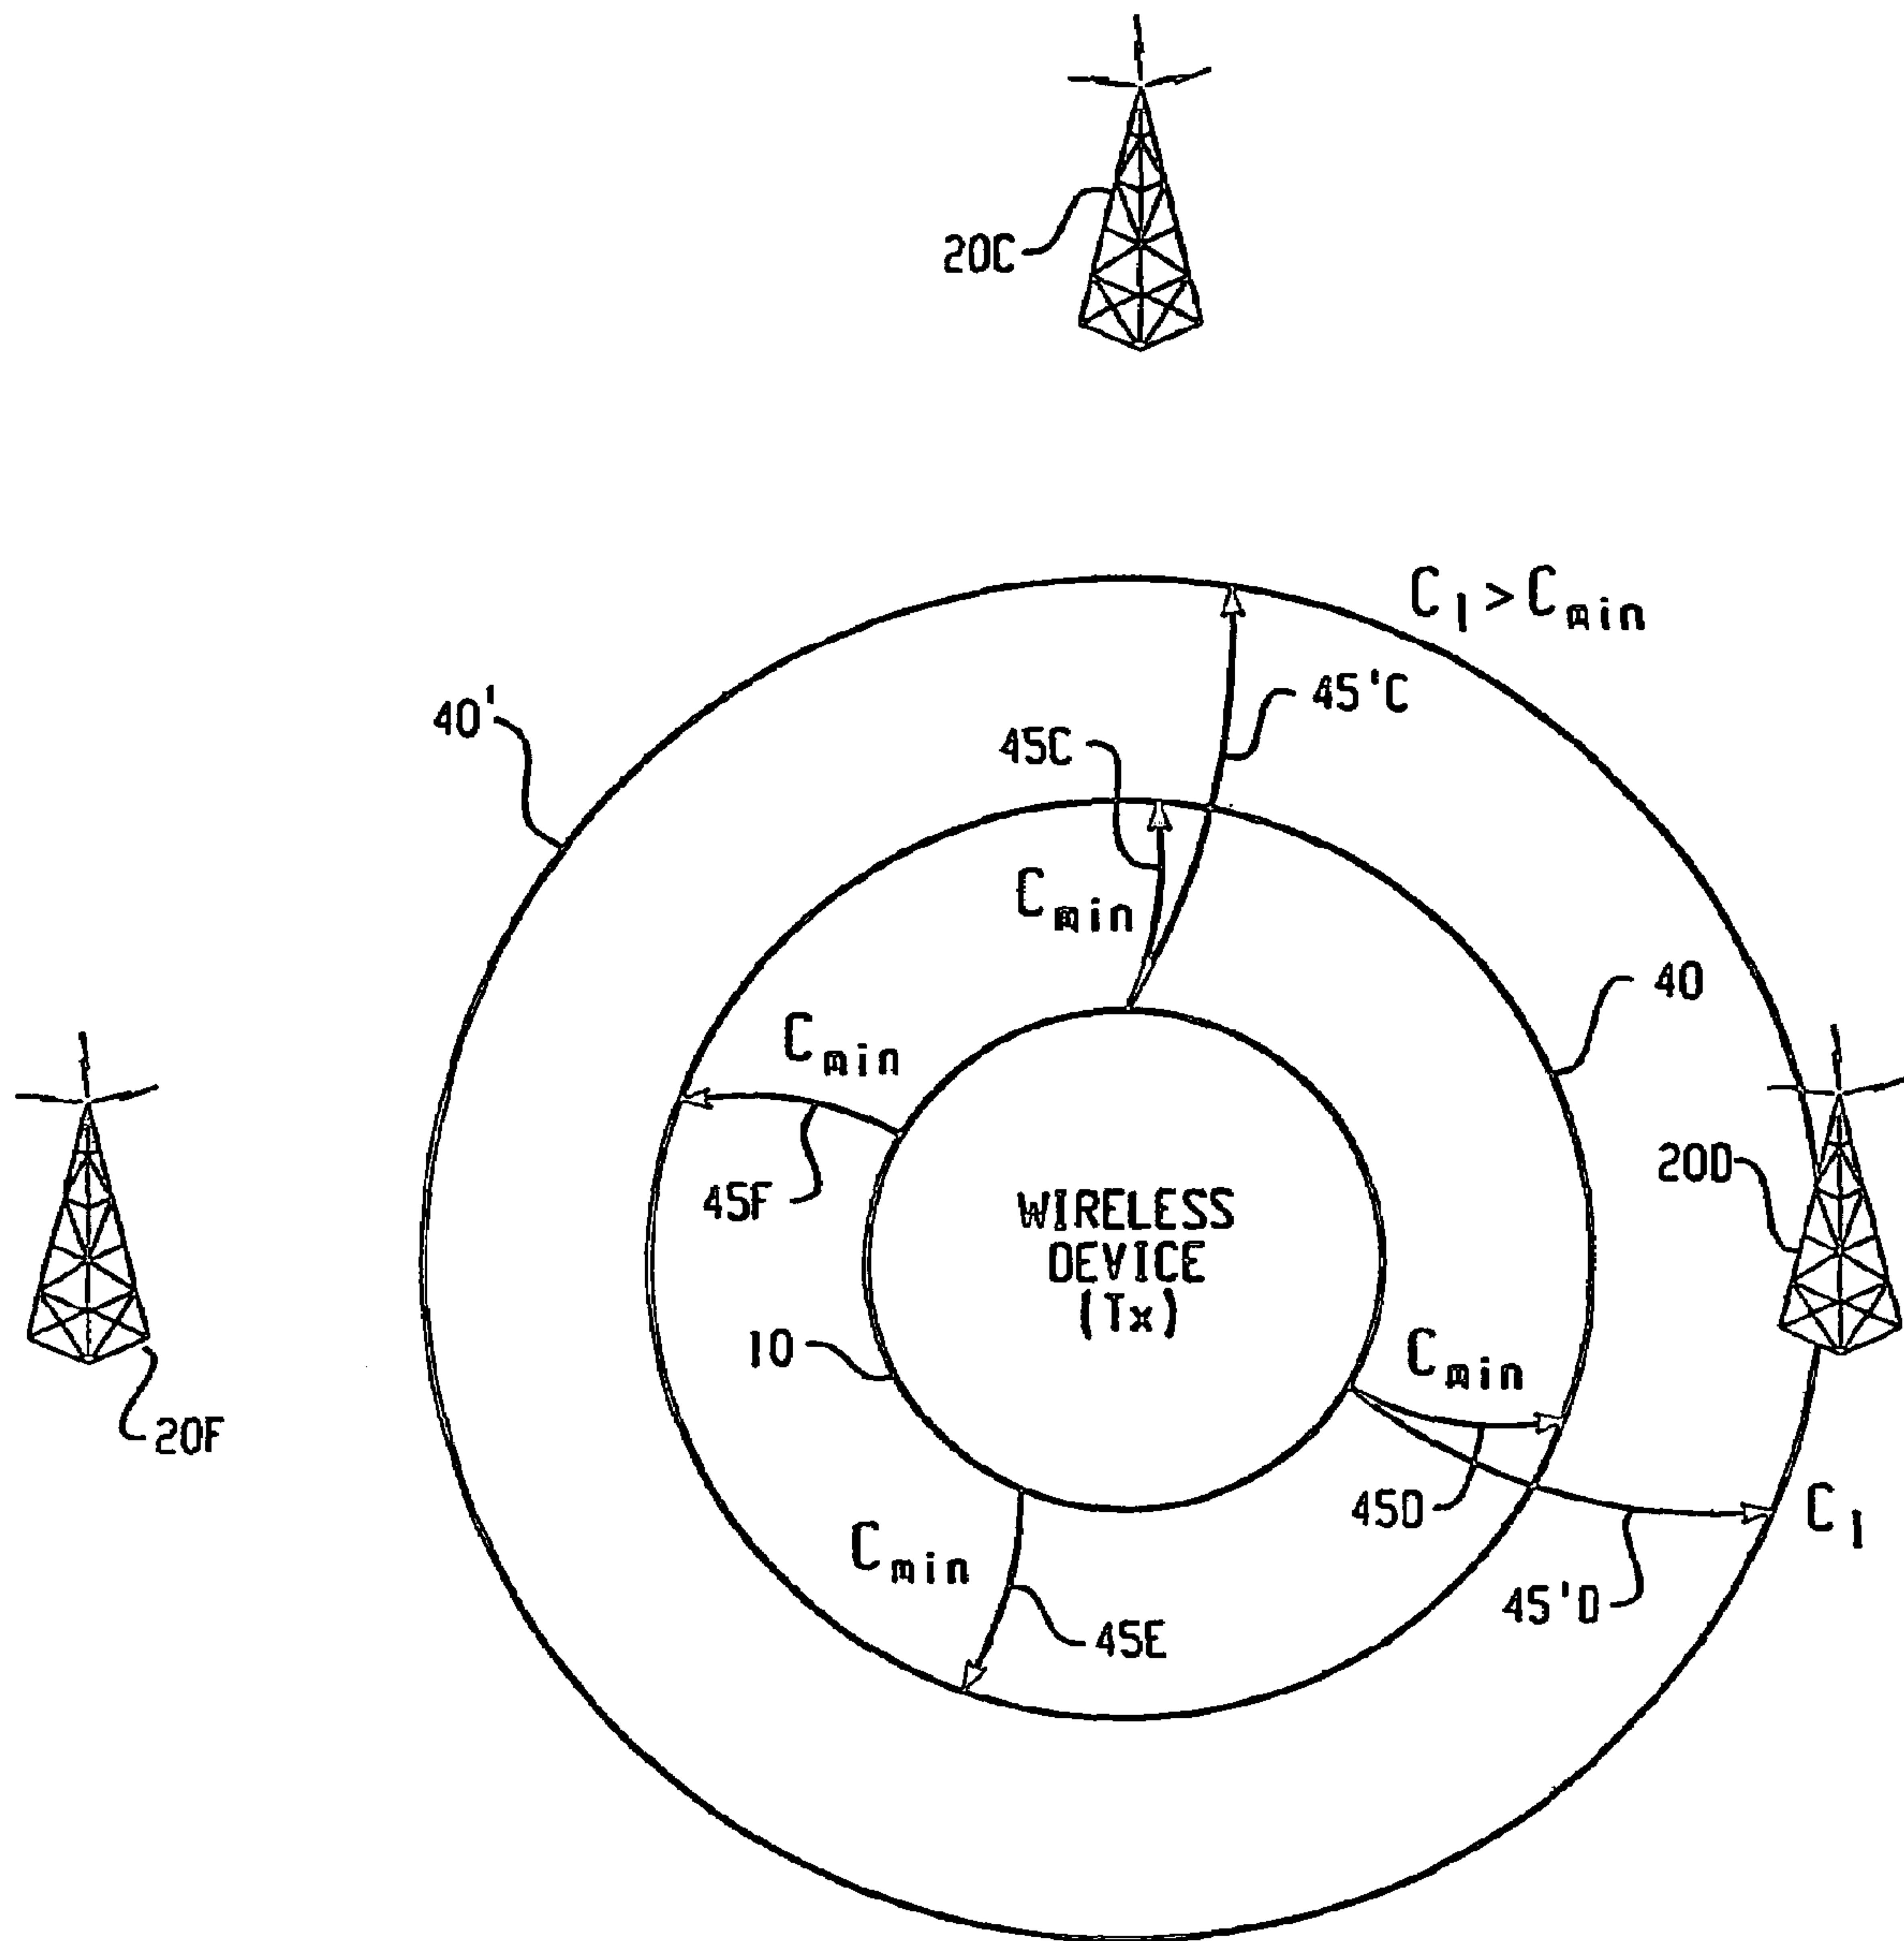 20C
C1 > Cmin
40'
45'C
45C
Cmin
40
Cmin
20D
45F
WIRELESS
DEVICE
(Tx)
10
Cmin
20F
45D
C1
Cmin
45'D
45E